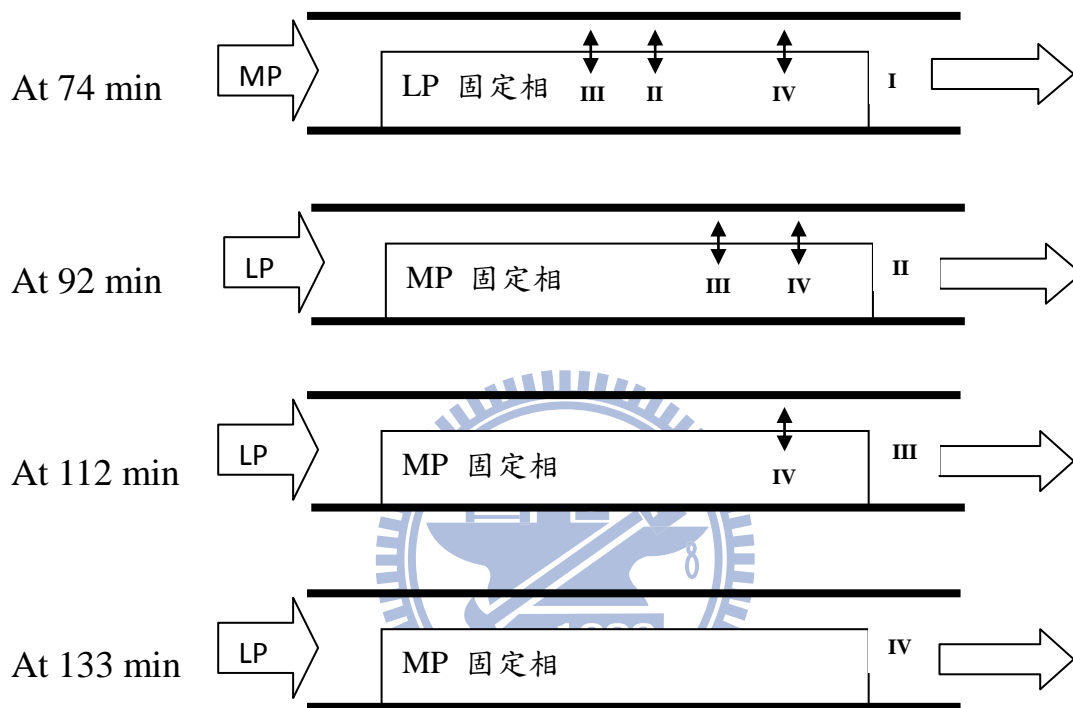 At 74 min
MP
LP 固定相
III
II
IV
I
At 92 min
LP
MP 固定相
III
IV
II
At 112 min
LP
MP 固定相
IV
III
At 133 min
LP
MP 固定相
IV